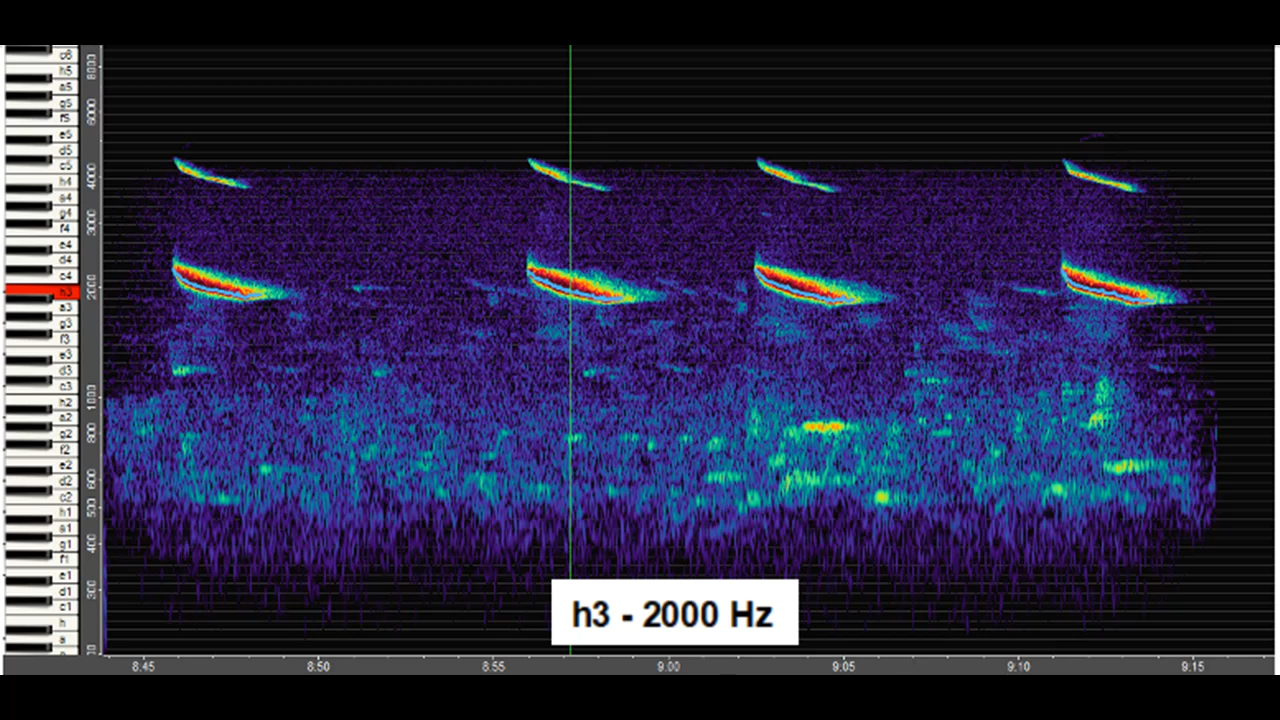 c6
h5
a5
g5
f5
e5
d5
c5
h4
a4
g4
f4
e4
d4
c4
h3
a3
g3
f3
e3
d3
c3
h2
a2
g2
f2
e2
d2
c2
h1
a1
g1
f1
e1
d1
c1
h
a
8000
6000
4000
3000
2000
1000
800
600
500
400
300
h3 - 2000 Hz
8:45 8:50 8:55 9:00 9:05 9:10 9:15